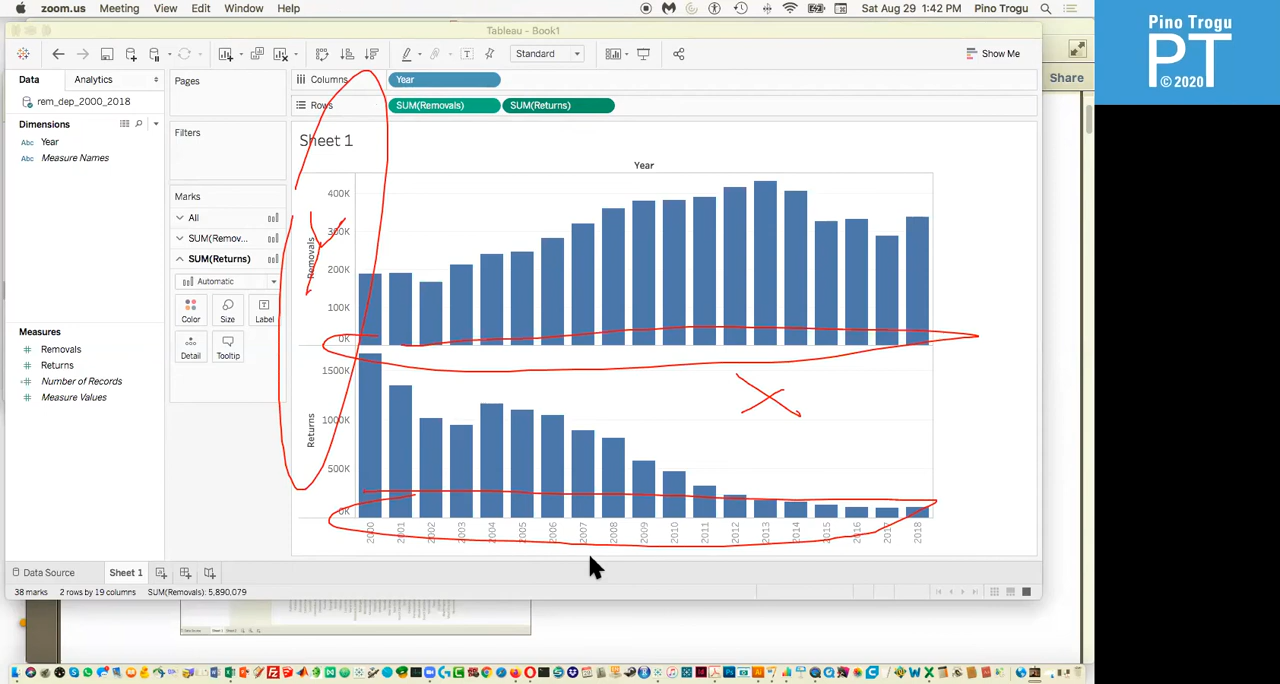 zoom.us Meeting View Edit Window Help Sat Aug 29 1:42 PM Pino Trogu
Pino Trogu
PT
© 2020
Tableau - Book1
Standard
Show Me
Share
Data Analytics
Pages
Columns Year
rem_dep_2000_2018
Rows SUM(Removals) SUM(Returns)
Dimensions
Filters
Abc Year
Abc Measure Names
Sheet 1
Year
Marks
All
SUM(Remov...
SUM(Returns)
Automatic
Color Size Label
Detail Tooltip
Measures
Removals
Returns
Number of Records
Measure Values
400K
300K
200K
100K
0K
Removals
1500K
1000K
500K
0K
Returns
2000 2001 2002 2003 2004 2005 2006 2007 2008 2009 2010 2011 2012 2013 2014 2015 2016 2017 2018
Y
X
Data Source Sheet 1
38 marks 2 rows by 19 columns SUM(Removals): 5,890,079